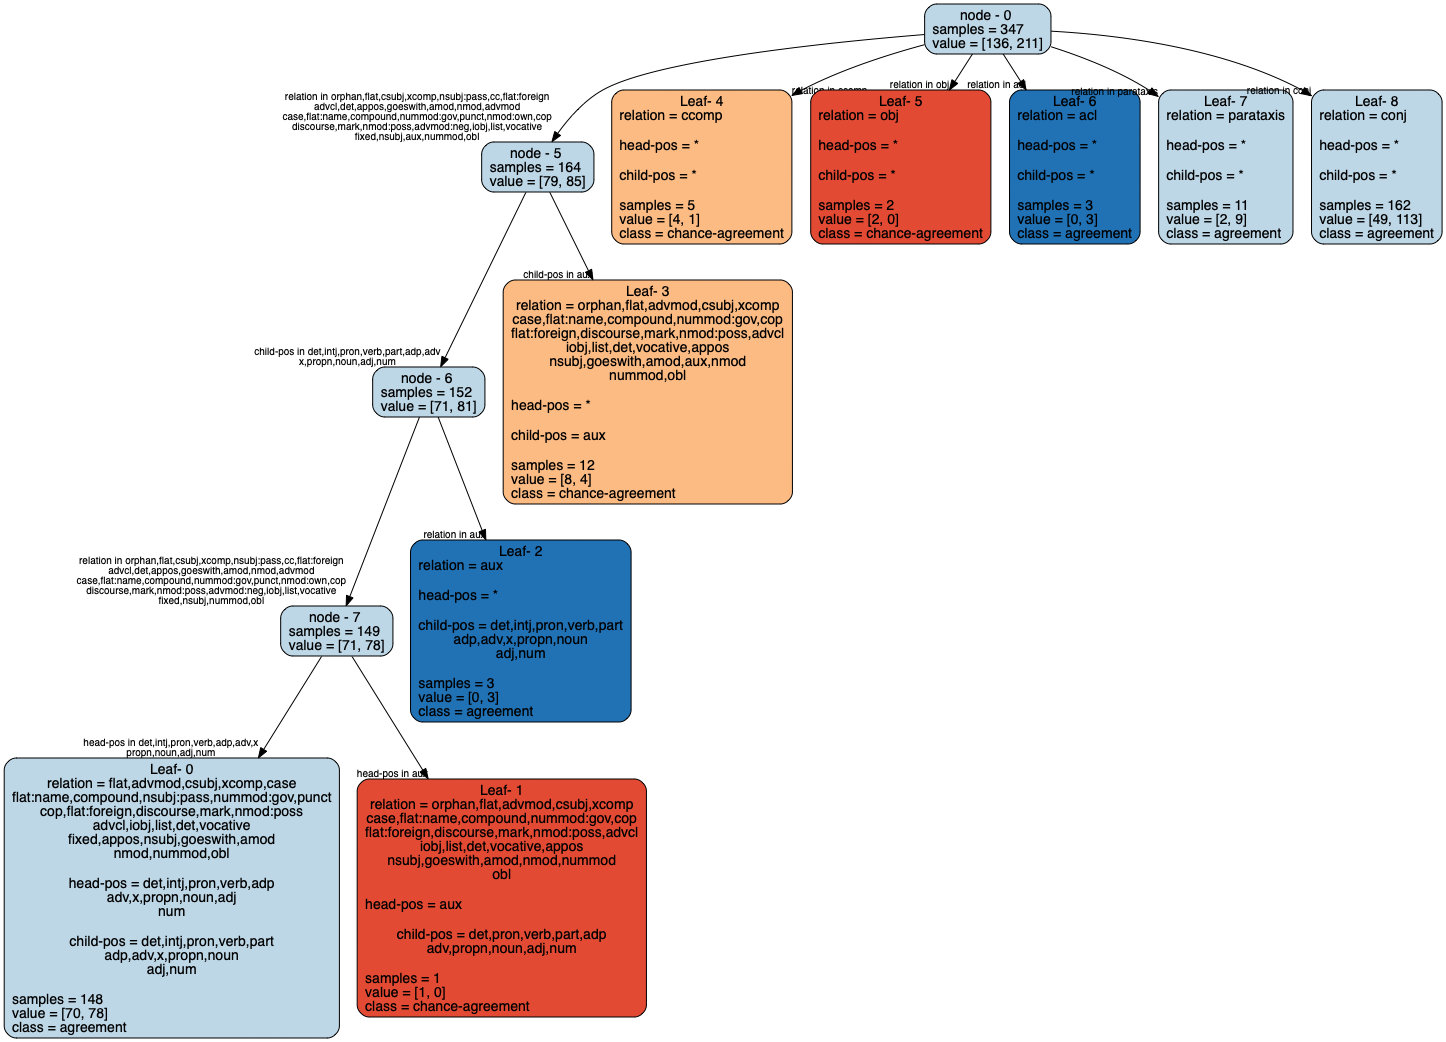 node - 0
samples = 347
value = [136, 211]
relation in orphan,flat,csubj,xcomp,nsubj:pass,cc,flat:foreign
advcl,det,appos,goeswith,amod,nmod,advmod
case,flat:name,compound,nummod:gov,punct,nmod:own,cop
discourse,mark,nmod:poss,advmod:neg,iobj,list,vocative
fixed,nsubj,aux,nummod,obl
relation in ccomp
relation in obj
relation in acl
relation in parataxis
relation in conj
Leaf- 4
relation = ccomp
head-pos = *
child-pos = *
samples = 5
value = [4, 1]
class = chance-agreement
Leaf- 5
relation = obj
head-pos = *
child-pos = *
samples = 2
value = [2, 0]
class = chance-agreement
Leaf- 6
relation = acl
head-pos = *
child-pos = *
samples = 3
value = [0, 3]
class = agreement
Leaf- 7
relation = parataxis
head-pos = *
child-pos = *
samples = 11
value = [2, 9]
class = agreement
Leaf- 8
relation = conj
head-pos = *
child-pos = *
samples = 162
value = [49, 113]
class = agreement
node - 5
samples = 164
value = [79, 85]
child-pos in aux
Leaf- 3
relation = orphan,flat,advmod,csubj,xcomp
case,flat:name,compound,nummod:gov,cop
flat:foreign,discourse,mark,nmod:poss,advcl
iobj,list,det,vocative,appos
nsubj,goeswith,amod,aux,nmod
nummod,obl
head-pos = *
child-pos = aux
samples = 12
value = [8, 4]
class = chance-agreement
child-pos in det,intj,pron,verb,part,adp,adv
x,propn,noun,adj,num
node - 6
samples = 152
value = [71, 81]
relation in aux
Leaf- 2
relation = aux
head-pos = *
child-pos = det,intj,pron,verb,part
adp,adv,x,propn,noun
adj,num
samples = 3
value = [0, 3]
class = agreement
relation in orphan,flat,csubj,xcomp,nsubj:pass,cc,flat:foreign
advcl,det,appos,goeswith,amod,nmod,advmod
case,flat:name,compound,nummod:gov,punct,nmod:own,cop
discourse,mark,nmod:poss,advmod:neg,iobj,list,vocative
fixed,nsubj,nummod,obl
node - 7
samples = 149
value = [71, 78]
head-pos in det,intj,pron,verb,adp,adv,x
propn,noun,adj,num
Leaf- 0
relation = flat,advmod,csubj,xcomp,case
flat:name,compound,nsubj:pass,nummod:gov,punct
cop,flat:foreign,discourse,mark,nmod:poss
advcl,iobj,list,det,vocative
fixed,appos,nsubj,goeswith,amod
nmod,nummod,obl
head-pos = det,intj,pron,verb,adp
adv,x,propn,noun,adj
num
child-pos = det,intj,pron,verb,part
adp,adv,x,propn,noun
adj,num
samples = 148
value = [70, 78]
class = agreement
head-pos in aux
Leaf- 1
relation = orphan,flat,advmod,csubj,xcomp
case,flat:name,compound,nummod:gov,cop
flat:foreign,discourse,mark,nmod:poss,advcl
iobj,list,det,vocative,appos
nsubj,goeswith,amod,nmod,nummod
obl
head-pos = aux
child-pos = det,pron,verb,part,adp
adv,propn,noun,adj,num
samples = 1
value = [1, 0]
class = chance-agreement